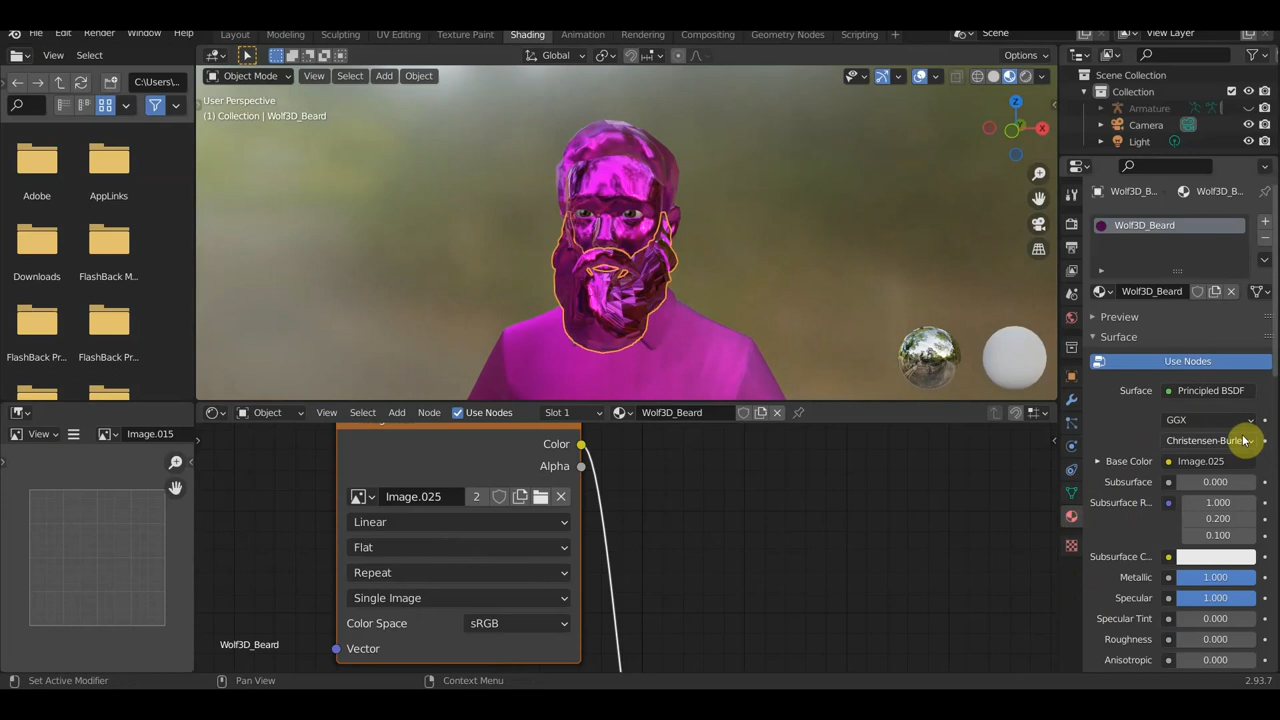 File Edit Render Window Help Layout Modeling Sculpting UV Editing Texture Paint Shading Animation Rendering Compositing Geometry Nodes Scripting + Scene View Layer
View Select Global Options
C:\Users\... Object Mode View Select Add Object
User Perspective
(1) Collection | Wolf3D_Beard
Scene Collection
Collection
Armature
Camera
Light
Z
X
Adobe AppLinks
Downloads FlashBack M...
FlashBack Pr... FlashBack Pr...
Wolf3D_B... Wolf3D_B...
Wolf3D_Beard
Wolf3D_Beard
Preview
Surface
Use Nodes
Surface Principled BSDF
GGX
Christensen-Burle
Base Color Image.025
Subsurface 0.000
Subsurface R... 1.000
0.200
0.100
Subsurface C...
Metallic 1.000
Specular 1.000
Specular Tint 0.000
Roughness 0.000
Anisotropic 0.000
View Image.015
Object View Select Add Node Use Nodes Slot 1 Wolf3D_Beard
Color
Alpha
Image.025 2
Linear
Flat
Repeat
Single Image
Color Space sRGB
Vector
Wolf3D_Beard
Set Active Modifier Pan View Context Menu 2.93.7